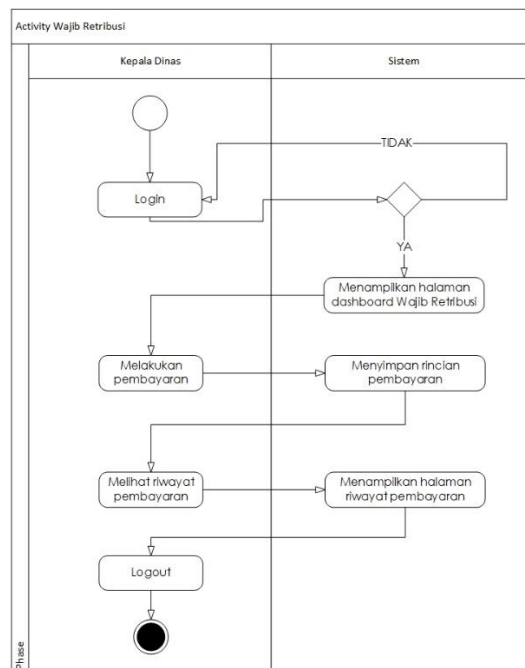 Activity Wajib Retribusi
Kepala Dinas
Sistem
TIDAK
Login
YA
Menampilkan halaman
dashboard Wajib Retribusi
Melakukan
pembayaran
Menyimpan rincian
pembayaran
Melihat riwayat
pembayaran
Menampilkan halaman
riwayat pembayaran
Logout
Phase